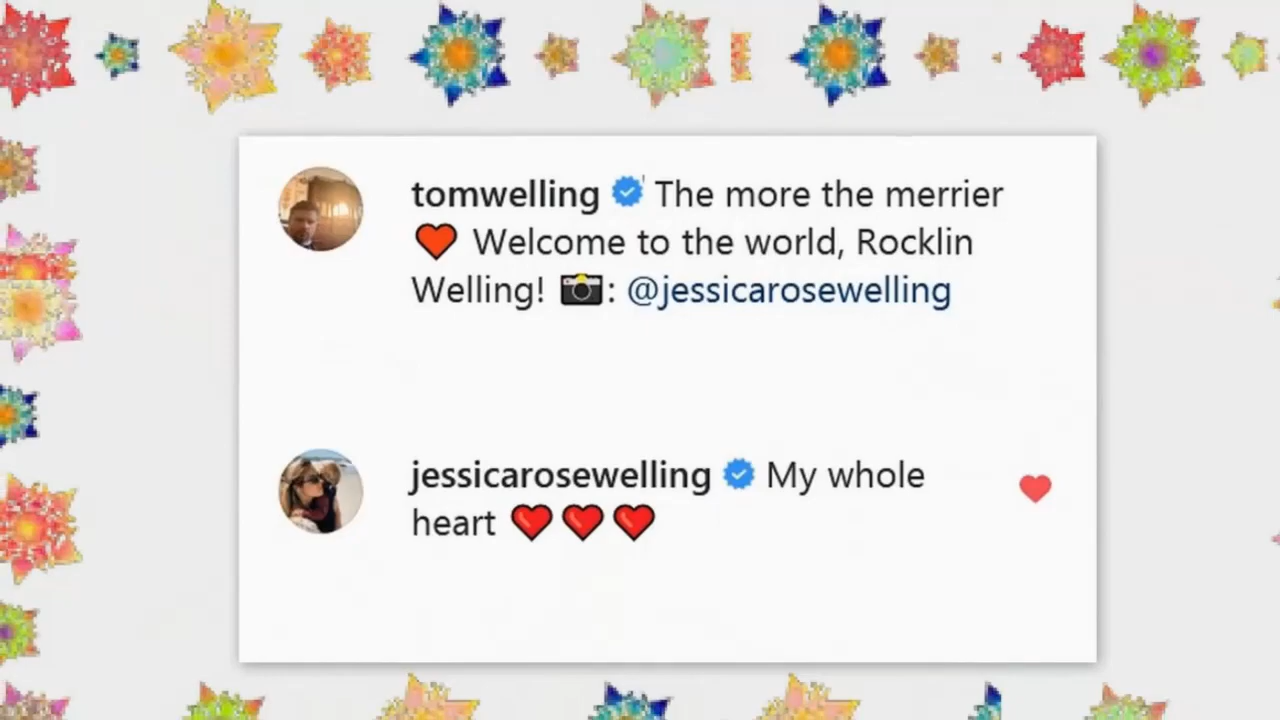 tomwelling The more the merrier
❤️ Welcome to the world, Rocklin
Welling! 📷: @jessicarosewelling
jessicarosewelling My whole
heart ❤️❤️❤️